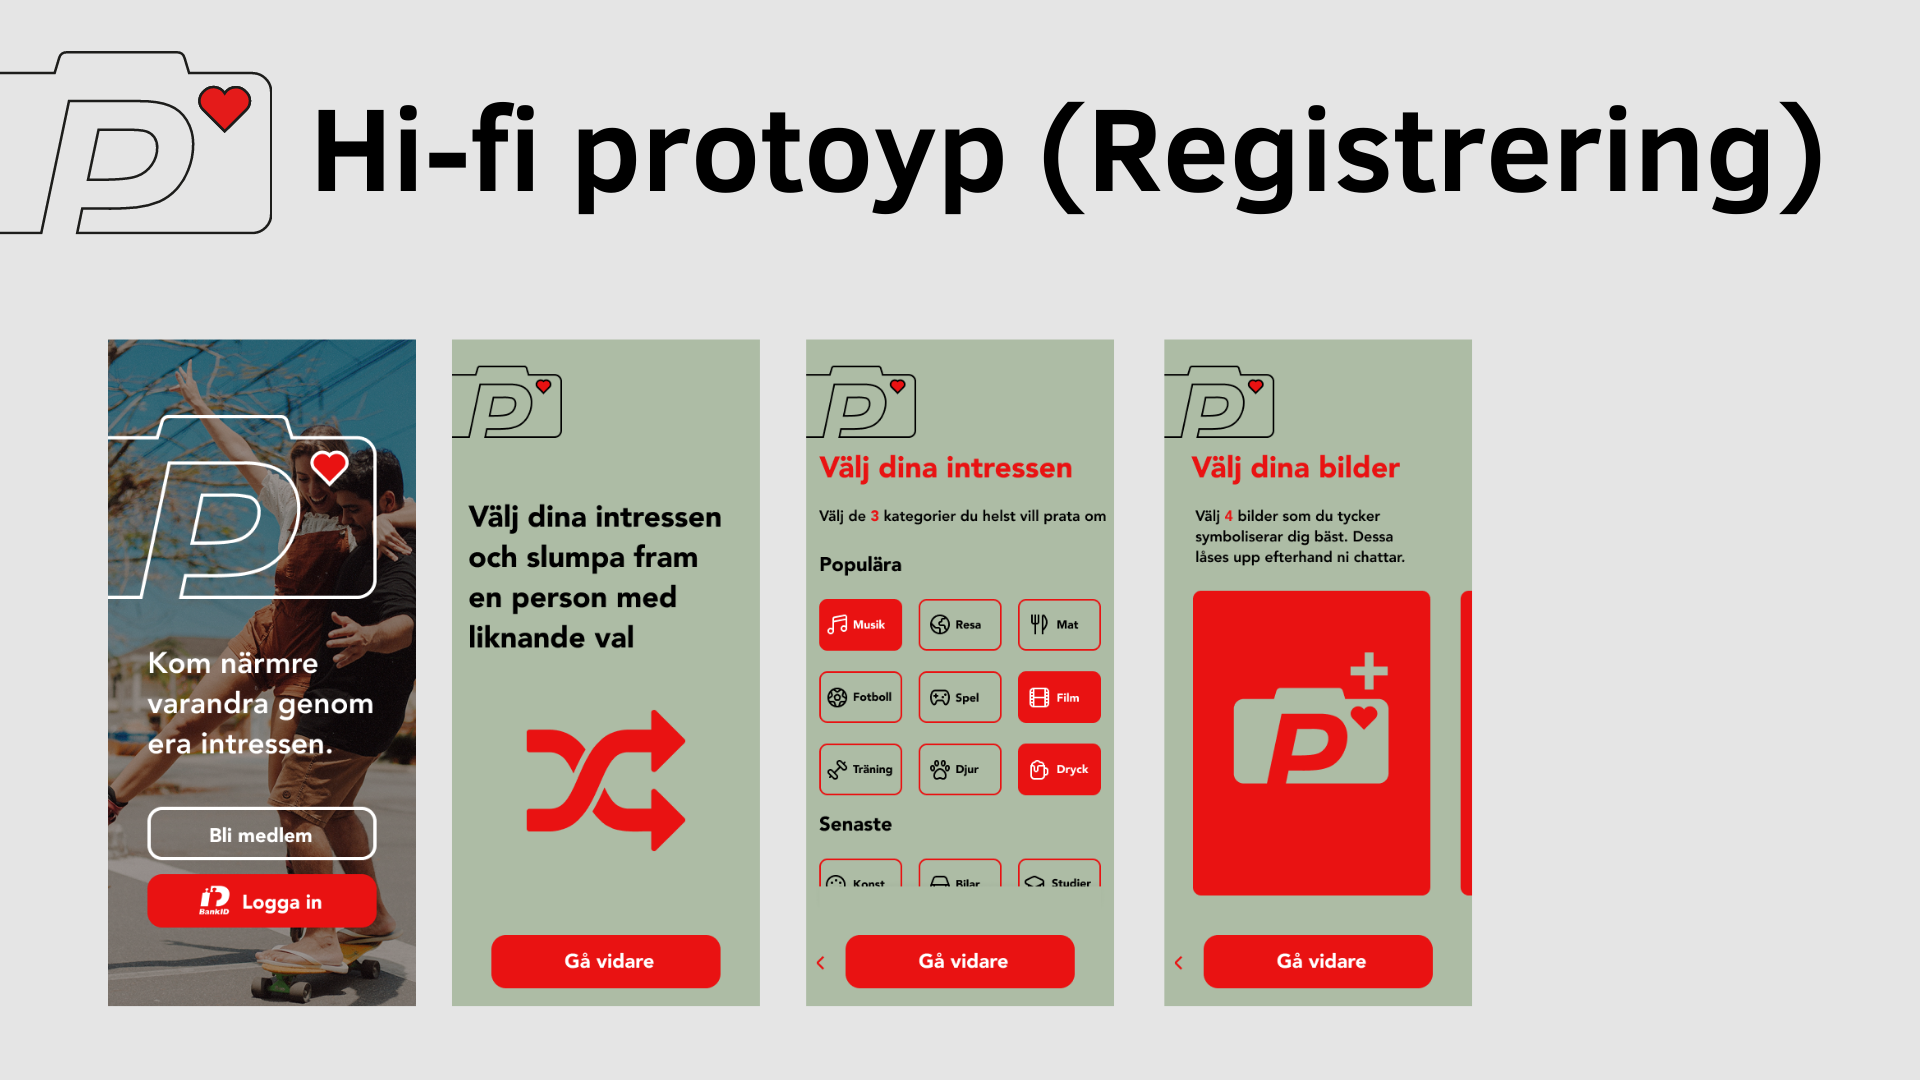 P
Hi-fi protoyp (Registrering)
P
Kom närmre
varandra genom
era intressen.
Bli medlem
BankID Logga in
P
Välj dina intressen
och slumpa fram
en person med
liknande val
Gå vidare
P
Välj dina intressen
Välj de 3 kategorier du helst vill prata om
Populära
Musik Resa Mat
Fotboll Spel Film
Träning Djur Dryck
Senaste
Konst Bilar Studier
Gå vidare
P
Välj dina bilder
Välj 4 bilder som du tycker
symboliserar dig bäst. Dessa
låses upp efterhand ni chattar.
P
Gå vidare